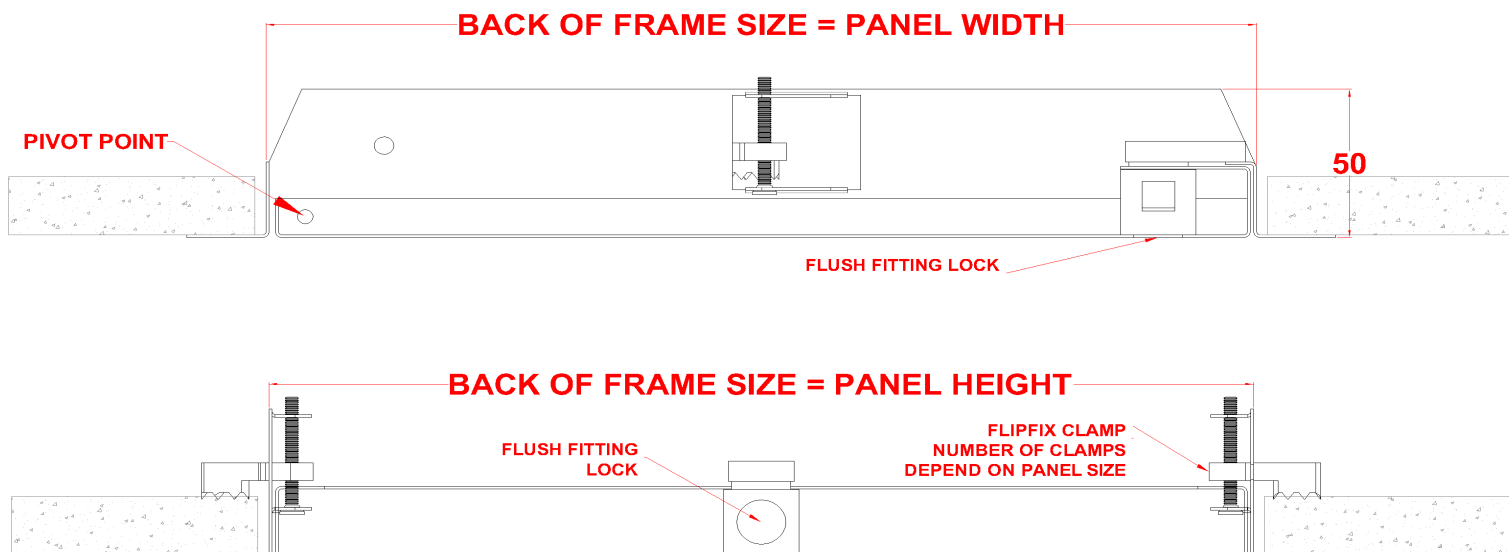 BACK OF FRAME SIZE = PANEL WIDTH
PIVOT POINT
50
FLUSH FITTING LOCK
BACK OF FRAME SIZE = PANEL HEIGHT
FLUSH FITTING
LOCK
FLIPFIX CLAMP
NUMBER OF CLAMPS
DEPEND ON PANEL SIZE